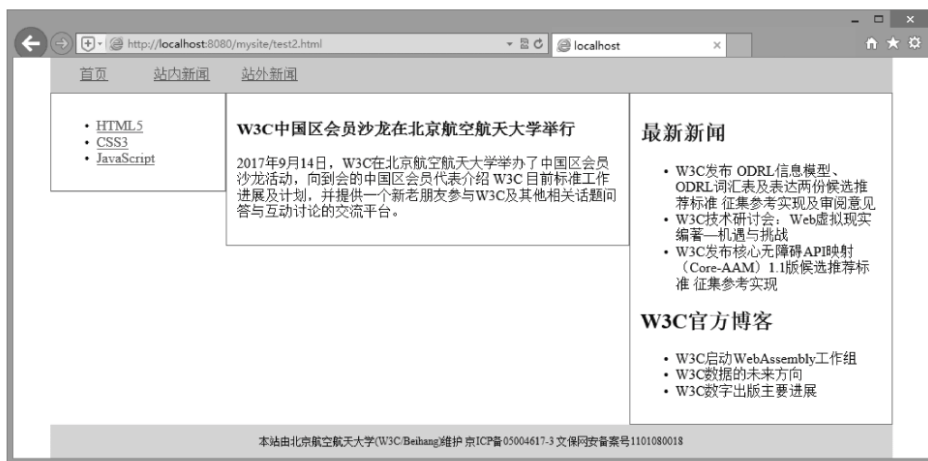 http://localhost:8080/mysite/test2.html
localhost
首页 站内新闻 站外新闻
• HTML5
• CSS3
• JavaScript
W3C中国区会员沙龙在北京航空航天大学举行
2017年9月14日，W3C在北京航空航天大学举办了中国区会员
沙龙活动，向到会的中国区会员代表介绍 W3C 目前标准工作
进展及计划，并提供一个新老朋友参与W3C及其他相关话题问
答与互动讨论的交流平台。
最新新闻
• W3C发布 ODRL信息模型、
ODRL词汇表及表达两份候选推
荐标准 征集参考实现及审阅意见
• W3C技术研讨会：Web虚拟现实
编著—机遇与挑战
• W3C发布核心无障碍API映射
（Core-AAM）1.1版候选推荐标
准 征集参考实现
W3C官方博客
• W3C启动WebAssembly工作组
• W3C数据的未来方向
• W3C数字出版主要进展
本站由北京航空航天大学(W3C/Beihang)维护 京ICP备05004617-3 文保网安备案号1101080018